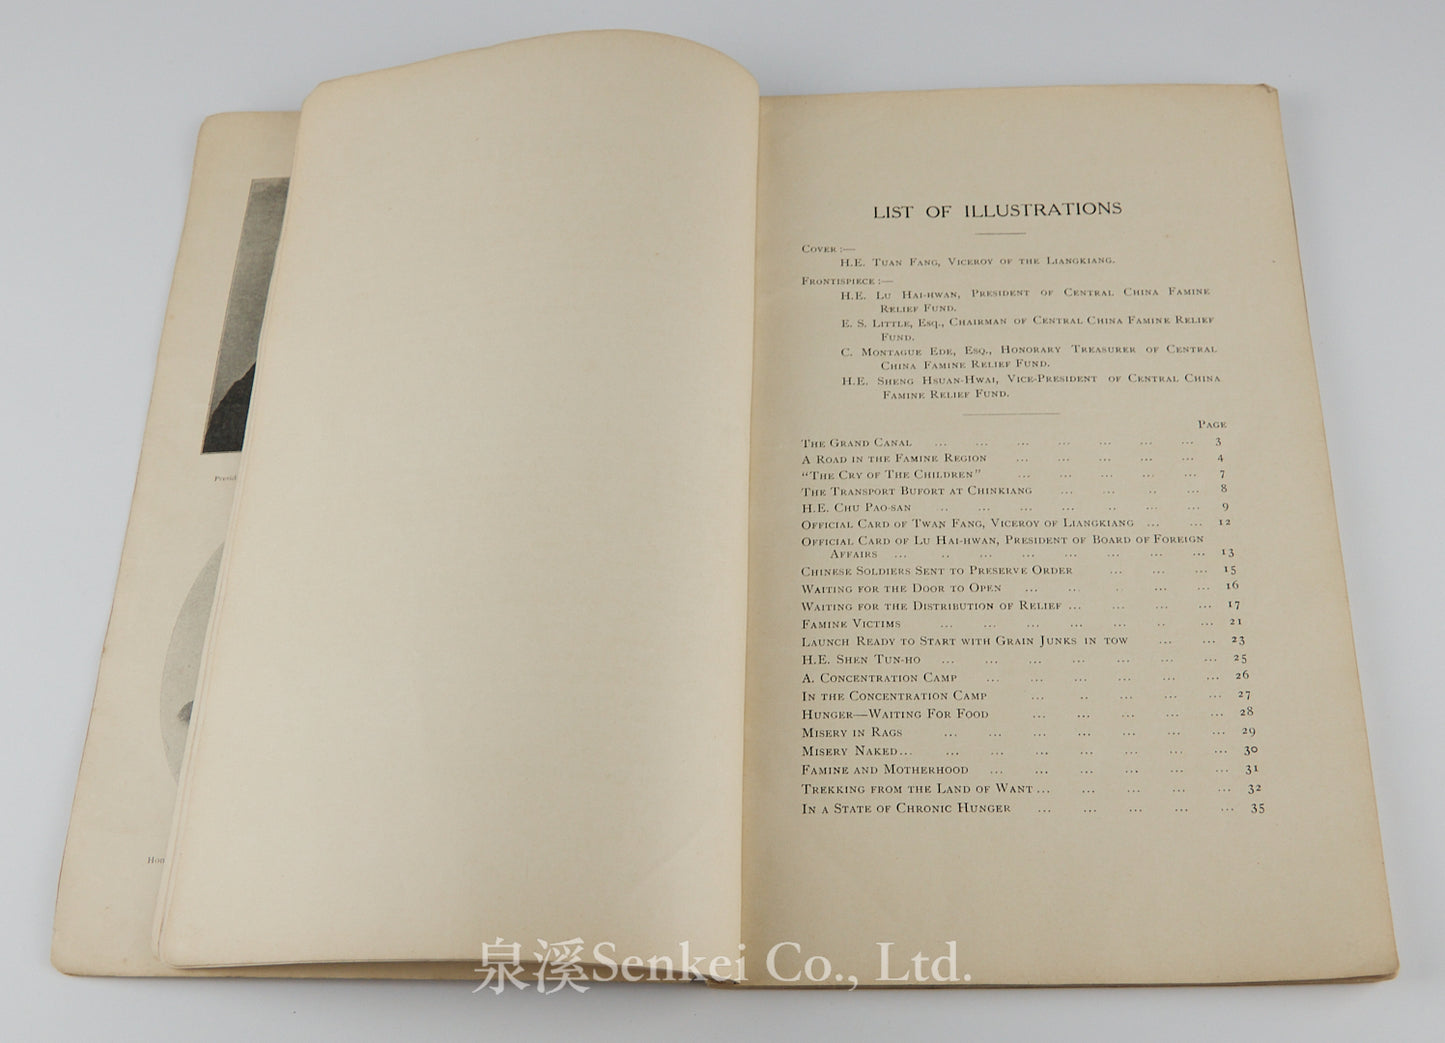 Presid
Hon
LIST OF ILLUSTRATIONS
COVER :—
H.E. TUAN FANG, VICEROY OF THE LIANGKIANG.
FRONTISPIECE :—
H.E. LU HAI-HWAN, PRESIDENT OF CENTRAL CHINA FAMINE
RELIEF FUND.
E. S. LITTLE, ESQ., CHAIRMAN OF CENTRAL CHINA FAMINE RELIEF
FUND.
C. MONTAGUE EDE, ESQ., HONORARY TREASURER OF CENTRAL
CHINA FAMINE RELIEF FUND.
H.E. SHENG HSUAN-HWAI, VICE-PRESIDENT OF CENTRAL CHINA
FAMINE RELIEF FUND.
PAGE
THE GRAND CANAL ... ... ... ... ... ... ... 3
A ROAD IN THE FAMINE REGION ... ... ... ... ... 4
"THE CRY OF THE CHILDREN" ... ... ... ... ... 7
THE TRANSPORT BUFORT AT CHINKIANG ... ... .. ... 8
H.E. CHU PAO-SAN .. ... ... ... .. ... ... 9
OFFICIAL CARD OF TWAN FANG, VICEROY OF LIANGKIANG ... ... 12
OFFICIAL CARD OF LU HAI-HWAN, PRESIDENT OF BOARD OF FOREIGN
AFFAIRS ... .. ... ... ... ... ... ... 13
CHINESE SOLDIERS SENT TO PRESERVE ORDER ... ... ... 15
WAITING FOR THE DOOR TO OPEN ... .. .. ... ... 16
WAITING FOR THE DISTRIBUTION OF RELIEF ... ... ... ... 17
FAMINE VICTIMS ... ... ... ... ... .. ... 21
LAUNCH READY TO START WITH GRAIN JUNKS IN TOW ... ... 23
H.E. SHEN TUN-HO ... ... ... ... ... ... ... 25
A. CONCENTRATION CAMP ... ... ... ... ... ... 26
IN THE CONCENTRATION CAMP ... .. ... ... ... 27
HUNGER—WAITING FOR FOOD ... ... ... ... ... 28
MISERY IN RAGS ... ... ... ... ... ... ... 29
MISERY NAKED... ... ... ... ... ... ... ... 30
FAMINE AND MOTHERHOOD ... ... ... ... ... ... 31
TREKKING FROM THE LAND OF WANT ... ... ... ... ... 32
IN A STATE OF CHRONIC HUNGER ... ... ... ... ... 35
泉溪Senkei Co., Ltd.